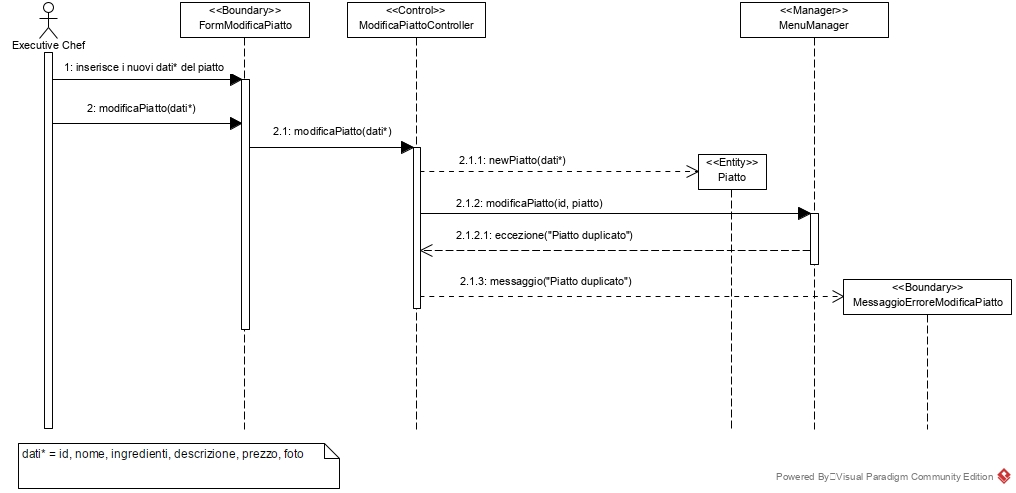 <<Boundary>>
FormModificaPiatto
<<Control>>
ModificaPiattoController
<<Manager>>
MenuManager
Executive Chef
1: inserisce i nuovi dati* del piatto
2: modificaPiatto(dati*)
2.1: modificaPiatto(dati*)
2.1.1: newPiatto(dati*)
<<Entity>>
Piatto
2.1.2: modificaPiatto(id, piatto)
2.1.2.1: eccezione("Piatto duplicato")
2.1.3: messaggio("Piatto duplicato")
<<Boundary>>
MessaggioErroreModificaPiatto
dati* = id, nome, ingredienti, descrizione, prezzo, foto
Powered By Visual Paradigm Community Edition